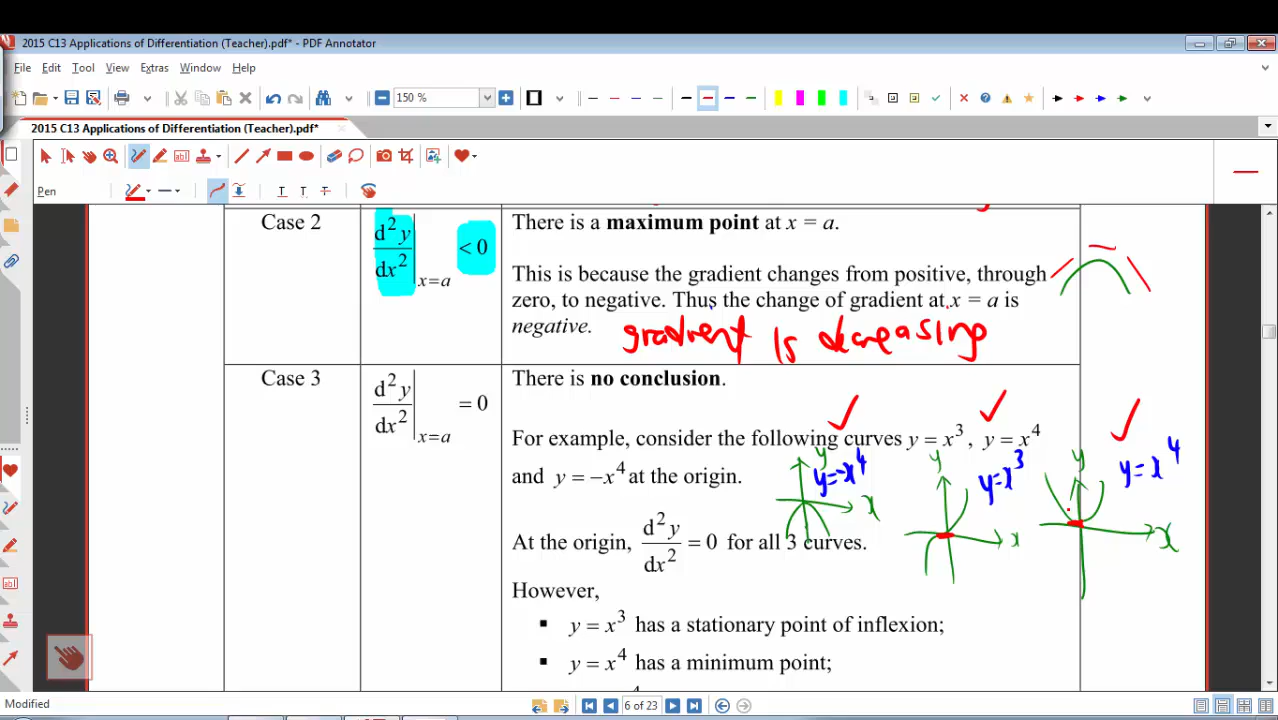 2015 C13 Applications of Differentiation (Teacher).pdf* - PDF Annotator
File Edit Tool View Extras Window Help
150 %
2015 C13 Applications of Differentiation (Teacher).pdf*
Pen
Case 2
d²y/dx² |x=a < 0
There is a maximum point at x = a.
This is because the gradient changes from positive, through
zero, to negative. Thus the change of gradient at x = a is
negative.
gradient is decreasing
Case 3
d²y/dx² |x=a = 0
There is no conclusion.
For example, consider the following curves y = x³, y = x⁴
and y = −x⁴ at the origin.
y y=-x⁴ x
y y=x³ x
y y=x⁴ x
At the origin, d²y/dx² = 0 for all 3 curves.
However,
▪ y = x³ has a stationary point of inflexion;
▪ y = x⁴ has a minimum point;
Modified
6 of 23